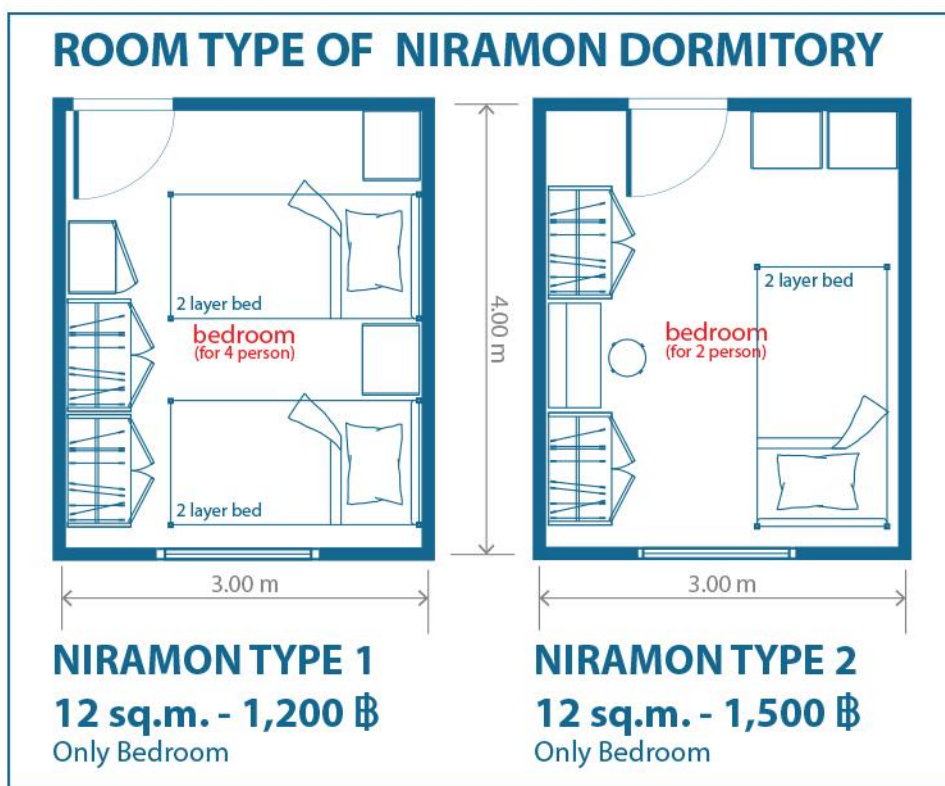 ROOM TYPE OF NIRAMON DORMITORY
2 layer bed
bedroom
(for 4 person)
2 layer bed
3.00 m
4.00 m
2 layer bed
bedroom
(for 2 person)
3.00 m
NIRAMON TYPE 1
12 sq.m. - 1,200 ฿
Only Bedroom
NIRAMON TYPE 2
12 sq.m. - 1,500 ฿
Only Bedroom